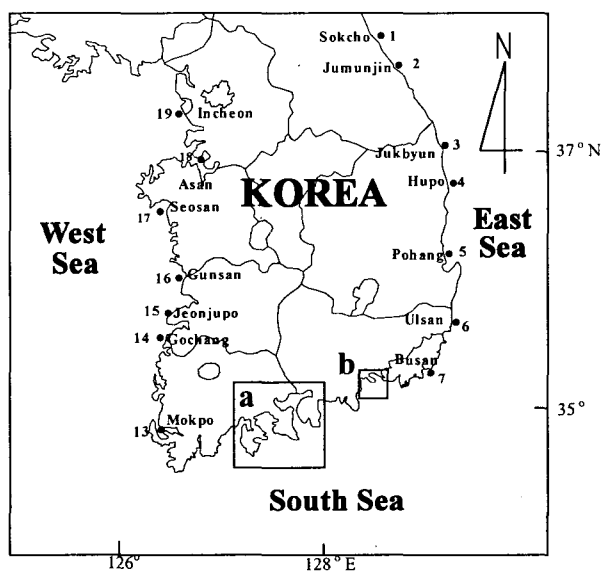 Sokcho 1
Jumunjin 2
N
19 Incheon
Jukbyun 3
37° N
18
Asan
KOREA
Hupo 4
17 Seosan
West
Sea
East
Sea
Pohang 5
16 Gunsan
15 Jeonjupo
Ulsan 6
14 Gochang
b
Busan
7
a
35°
Mokpo
13
South Sea
126°
128° E